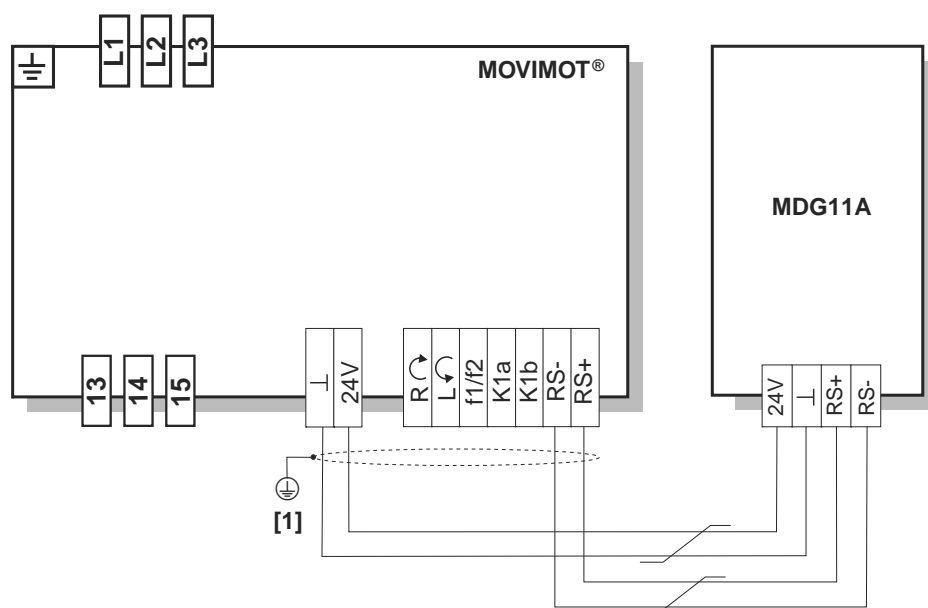 L1
L2
L3
MOVIMOT®
MDG11A
13
14
15
⊥
24V
R
L
f1/f2
K1a
K1b
RS-
RS+
24V
⊥
RS+
RS-
[1]